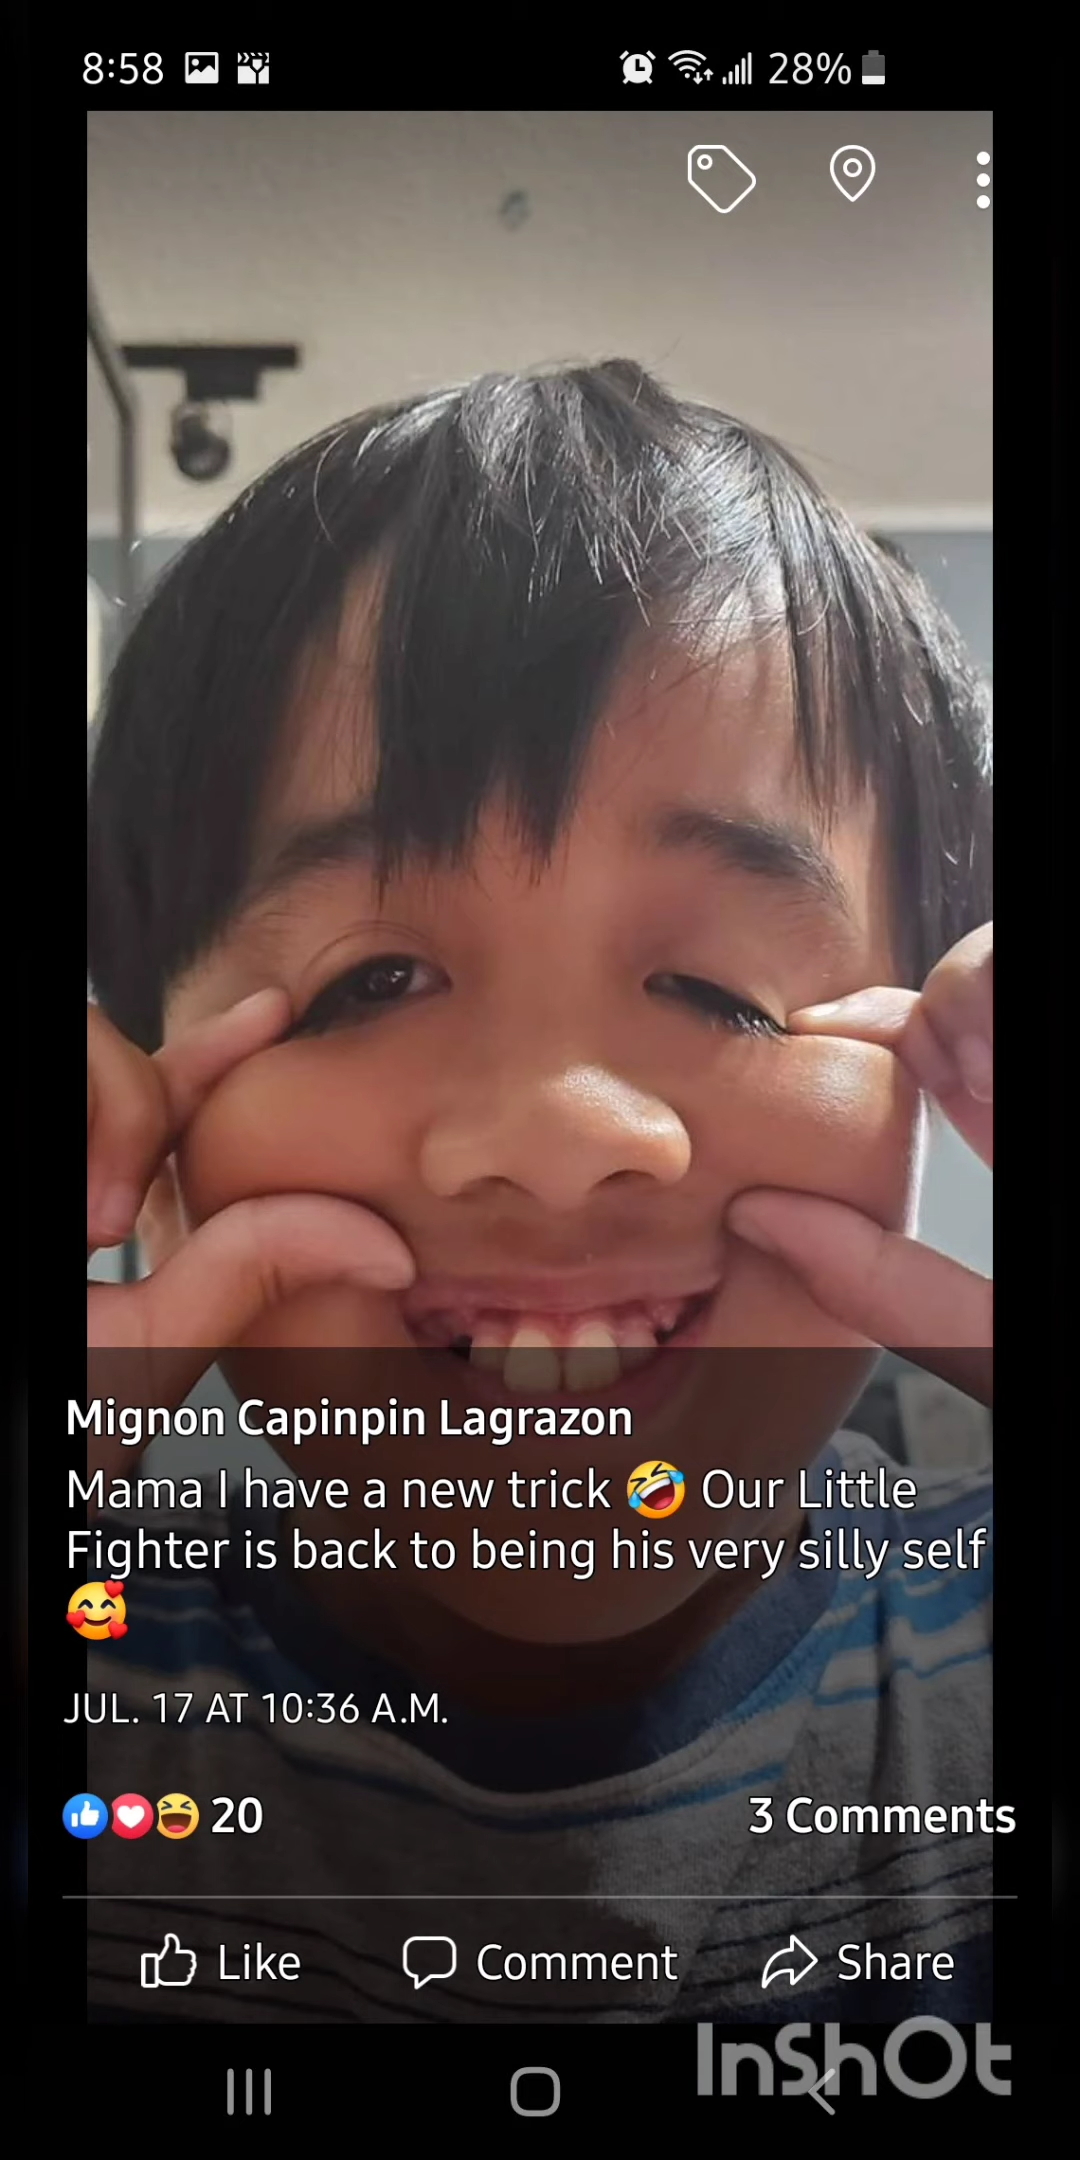 8:58 28%
Mignon Capinpin Lagrazon
Mama I have a new trick 🤣 Our Little
Fighter is back to being his very silly self
🥰
JUL. 17 AT 10:36 A.M.
20 3 Comments
Like Comment Share
InShOt